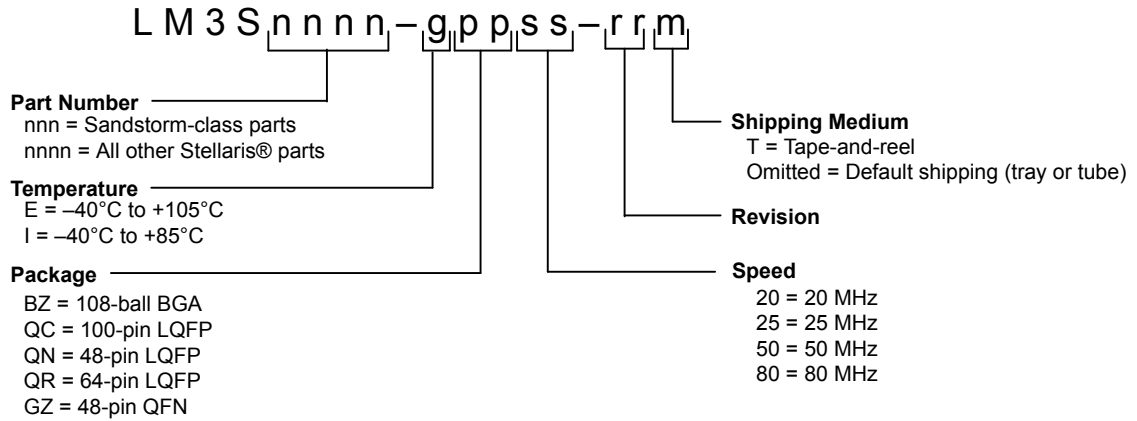 L M 3 S n n n n – g p p s s – r r m
Part Number
nnn = Sandstorm-class parts
nnnn = All other Stellaris® parts
Temperature
E = –40°C to +105°C
I = –40°C to +85°C
Package
BZ = 108-ball BGA
QC = 100-pin LQFP
QN = 48-pin LQFP
QR = 64-pin LQFP
GZ = 48-pin QFN
Shipping Medium
T = Tape-and-reel
Omitted = Default shipping (tray or tube)
Revision
Speed
20 = 20 MHz
25 = 25 MHz
50 = 50 MHz
80 = 80 MHz